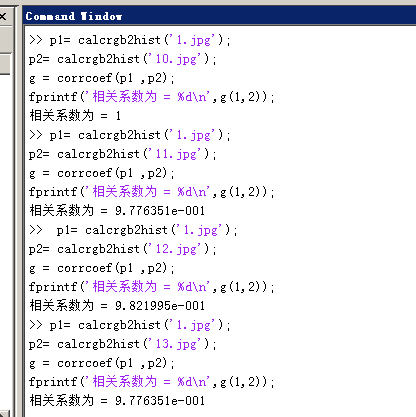 Command Window
>> p1= calcrgb2hist('1.jpg');
p2= calcrgb2hist('10.jpg');
g = corrcoef(p1 ,p2);
fprintf('相关系数为 = %d\n',g(1,2));
相关系数为 = 1
>> p1= calcrgb2hist('1.jpg');
p2= calcrgb2hist('11.jpg');
g = corrcoef(p1 ,p2);
fprintf('相关系数为 = %d\n',g(1,2));
相关系数为 = 9.776351e-001
>>  p1= calcrgb2hist('1.jpg');
p2= calcrgb2hist('12.jpg');
g = corrcoef(p1 ,p2);
fprintf('相关系数为 = %d\n',g(1,2));
相关系数为 = 9.821995e-001
>> p1= calcrgb2hist('1.jpg');
p2= calcrgb2hist('13.jpg');
g = corrcoef(p1 ,p2);
fprintf('相关系数为 = %d\n',g(1,2));
相关系数为 = 9.776351e-001